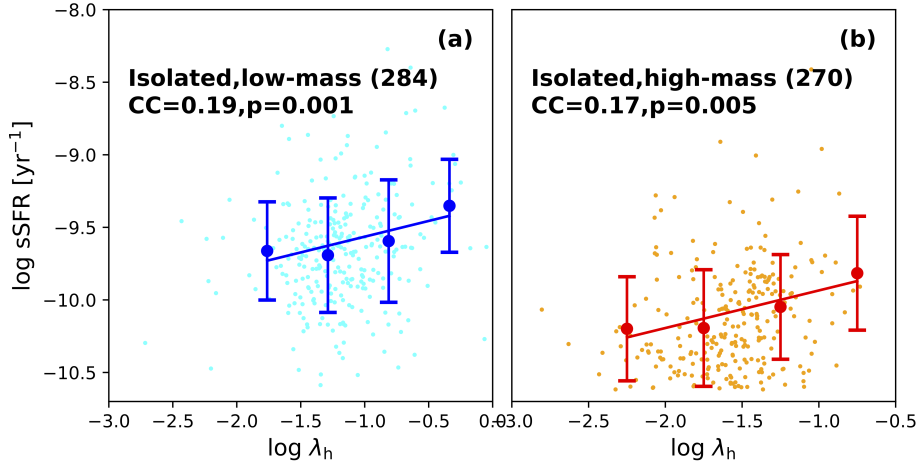 (a)
Isolated,low-mass (284)
CC=0.19,p=0.001
(b)
Isolated,high-mass (270)
CC=0.17,p=0.005
log sSFR [yr⁻¹]
−8.0
−8.5
−9.0
−9.5
−10.0
−10.5
−3.0 −2.5 −2.0 −1.5 −1.0 −0.5 0.0
−3.0 −2.5 −2.0 −1.5 −1.0 −0.5
log λₕ
log λₕ